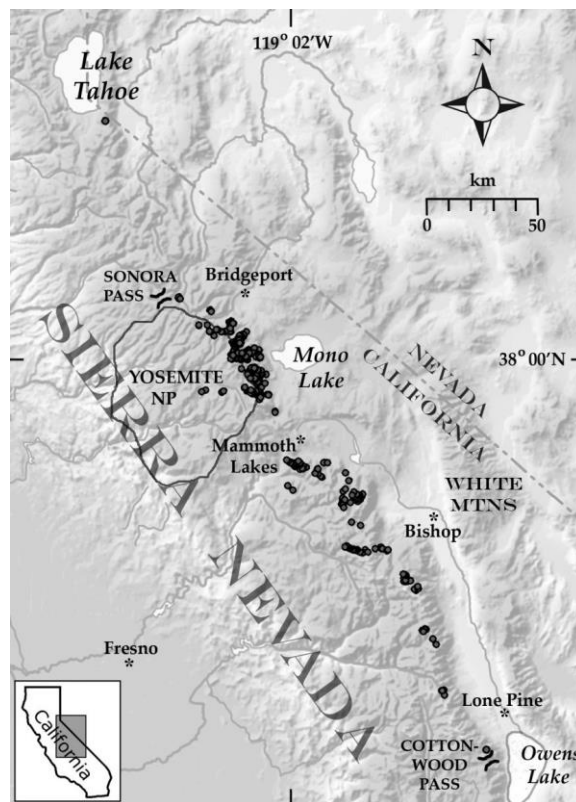 119° 02'W
Lake
Tahoe
N
km
0 50
SONORA
PASS
Bridgeport
*
SIERRA
NEVADA
YOSEMITE
NP
Mono
Lake
NEVADA
CALIFORNIA
38° 00'N
*
Mammoth
Lakes
WHITE
MTNS
*
Bishop
Fresno
*
Lone Pine
*
COTTON-
WOOD
PASS
Owens
Lake
California